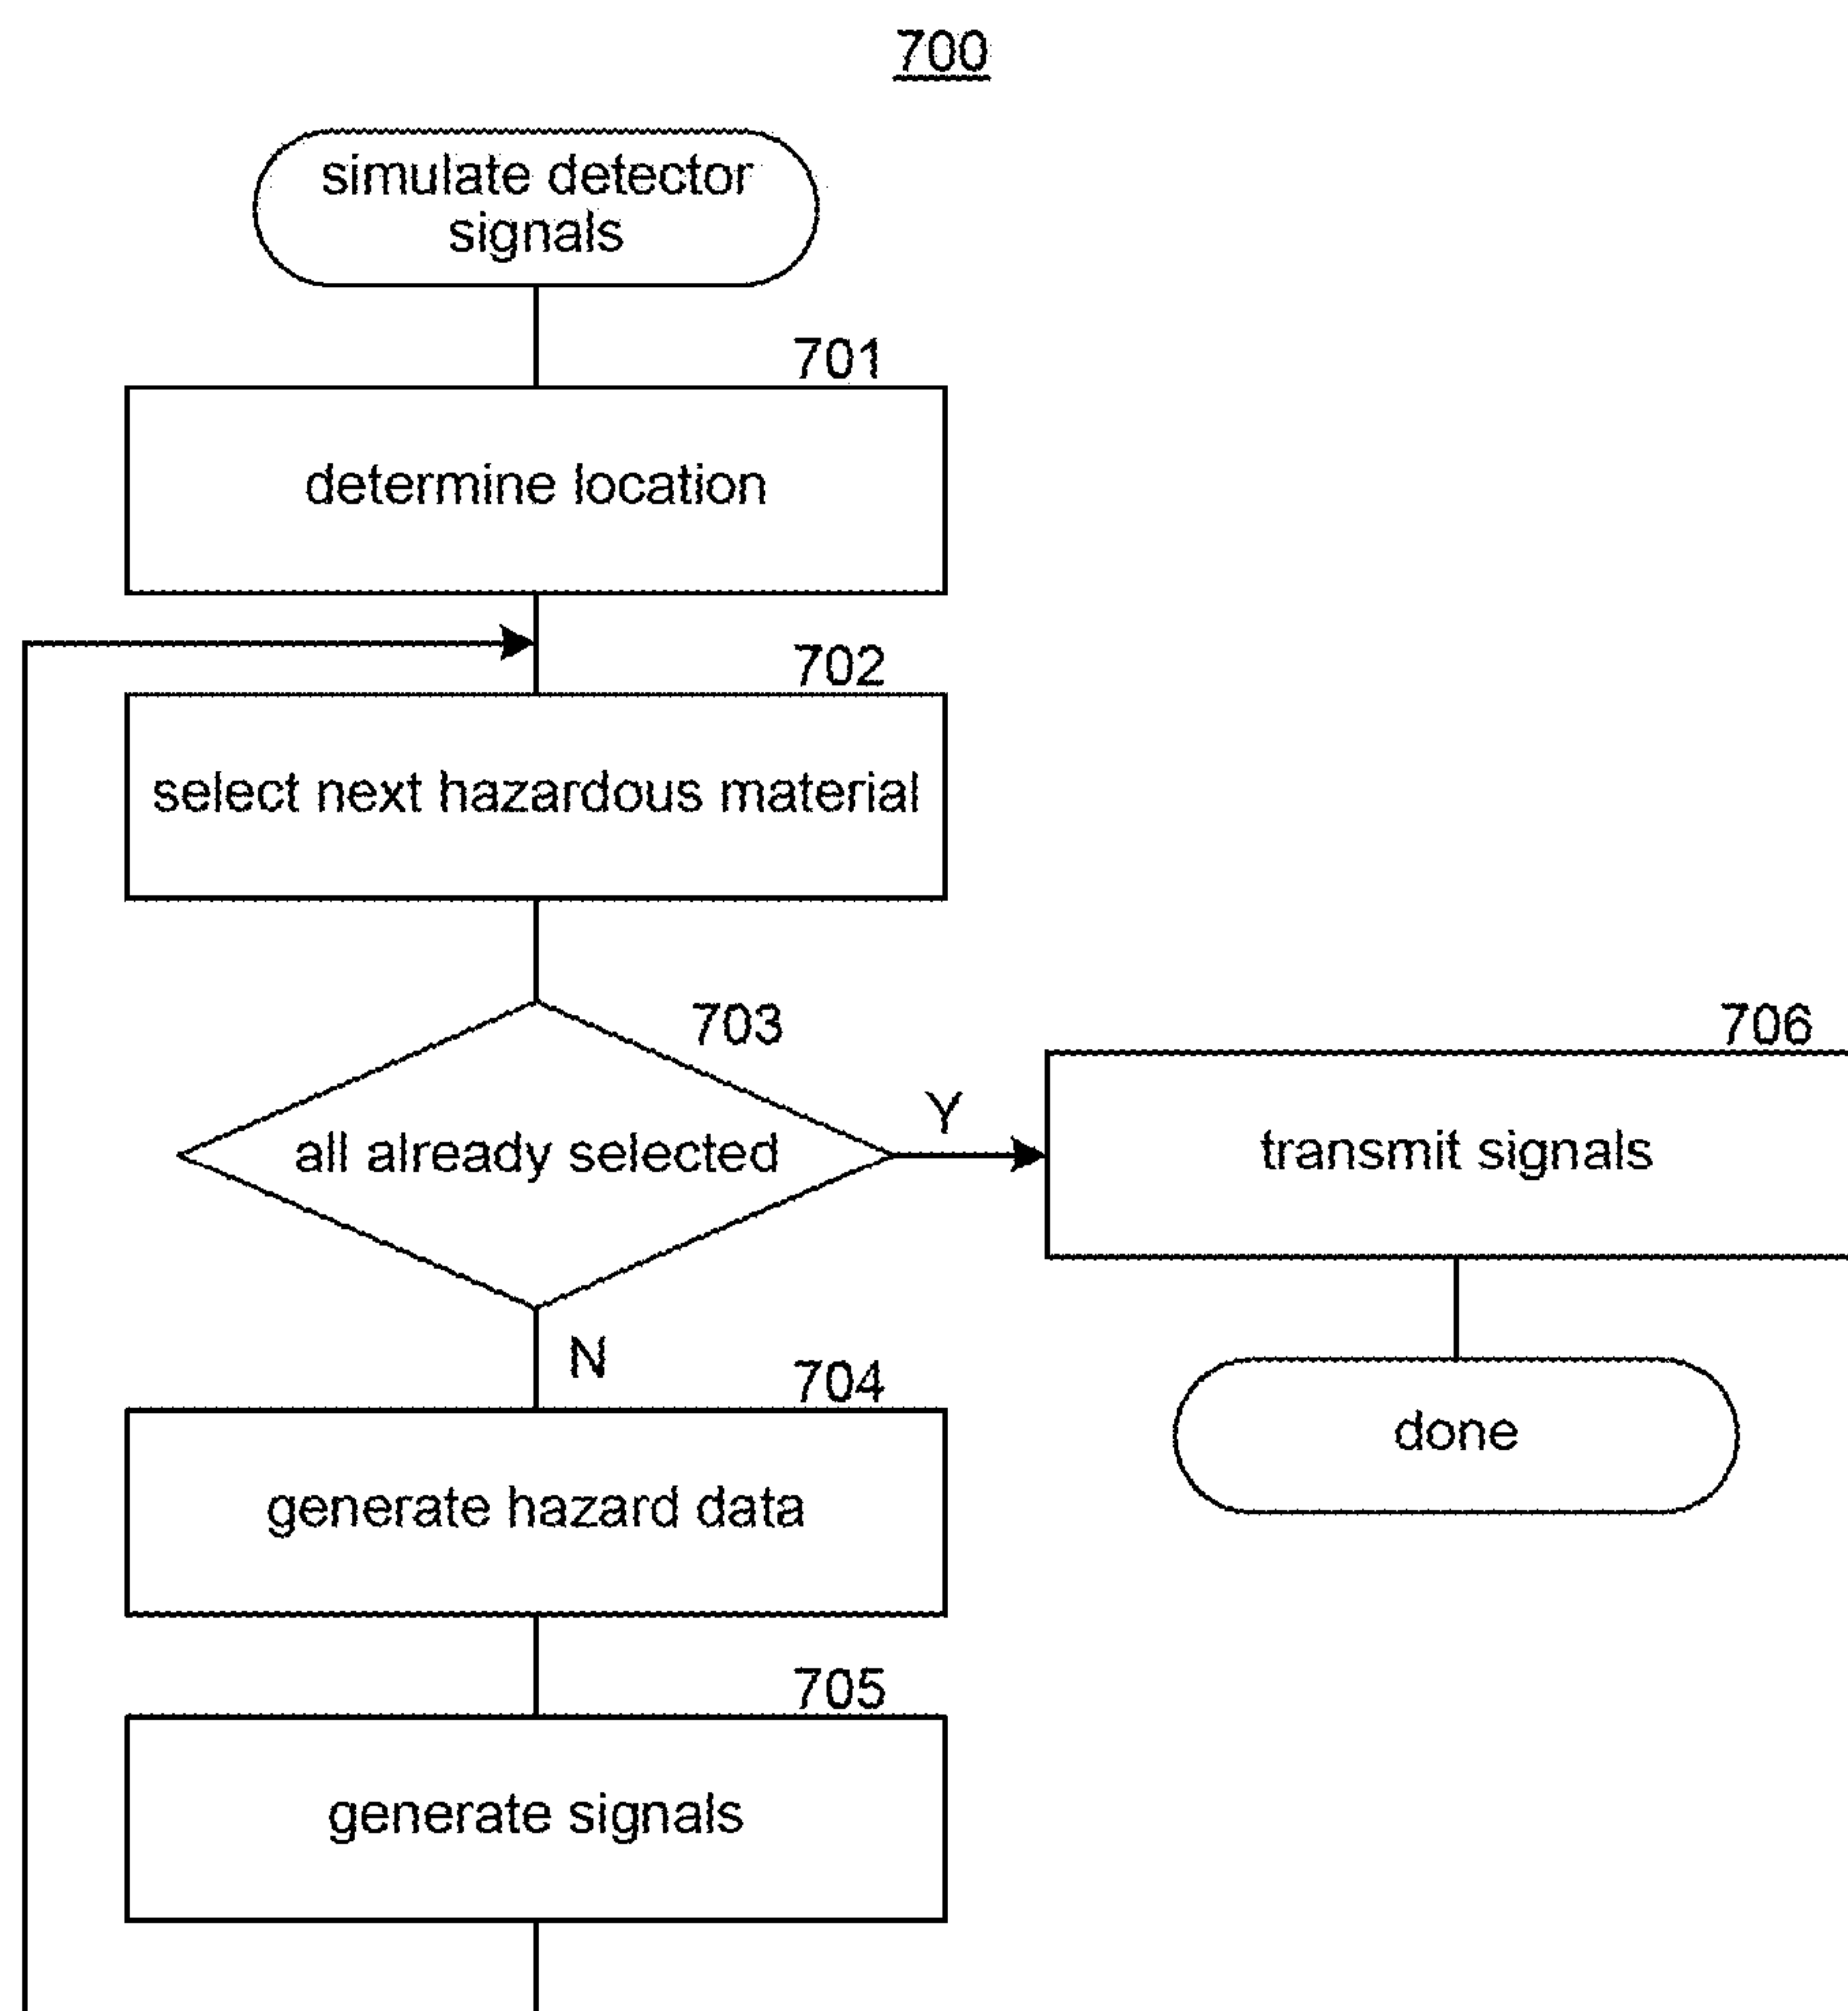 700
simulate detector
signals
701
determine location
702
select next hazardous material
703
all already selected
Y
706
transmit signals
done
N
704
generate hazard data
705
generate signals